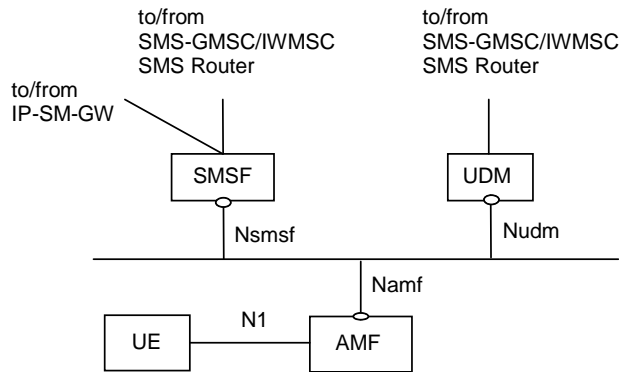 to/from
SMS-GMSC/IWMSC
SMS Router
to/from
SMS-GMSC/IWMSC
SMS Router
to/from
IP-SM-GW
SMSF
UDM
Nsmsf
Nudm
Namf
N1
UE
AMF